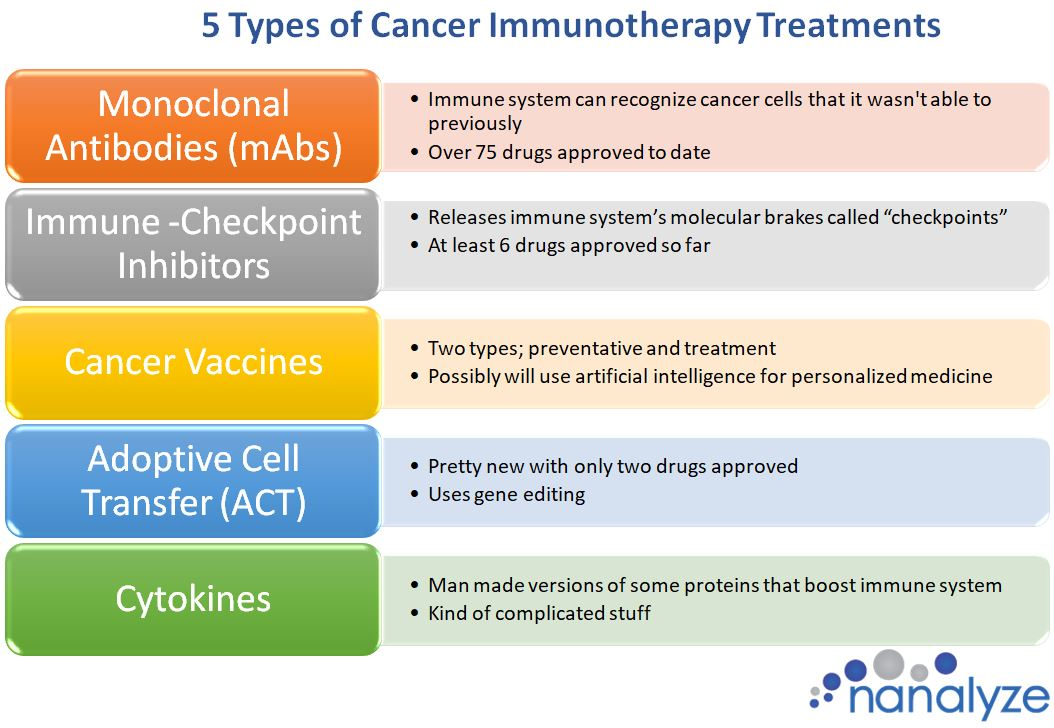 5 Types of Cancer Immunotherapy Treatments
Monoclonal
Antibodies (mAbs)
• Immune system can recognize cancer cells that it wasn't able to
previously
• Over 75 drugs approved to date
Immune -Checkpoint
Inhibitors
• Releases immune system’s molecular brakes called “checkpoints”
• At least 6 drugs approved so far
Cancer Vaccines
• Two types; preventative and treatment
• Possibly will use artificial intelligence for personalized medicine
Adoptive Cell
Transfer (ACT)
• Pretty new with only two drugs approved
• Uses gene editing
Cytokines
• Man made versions of some proteins that boost immune system
• Kind of complicated stuff
nanalyze